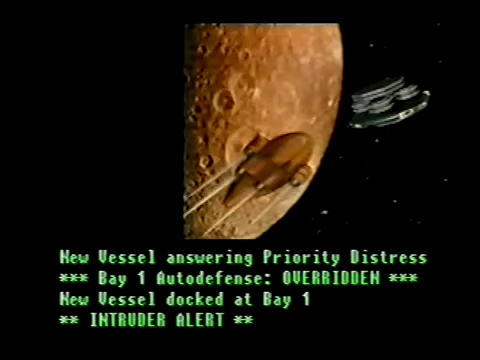 New Vessel answering Priority Distress
*** Bay 1 Autodefense: OVERRIDDEN ***
New Vessel docked at Bay 1
** INTRUDER ALERT **